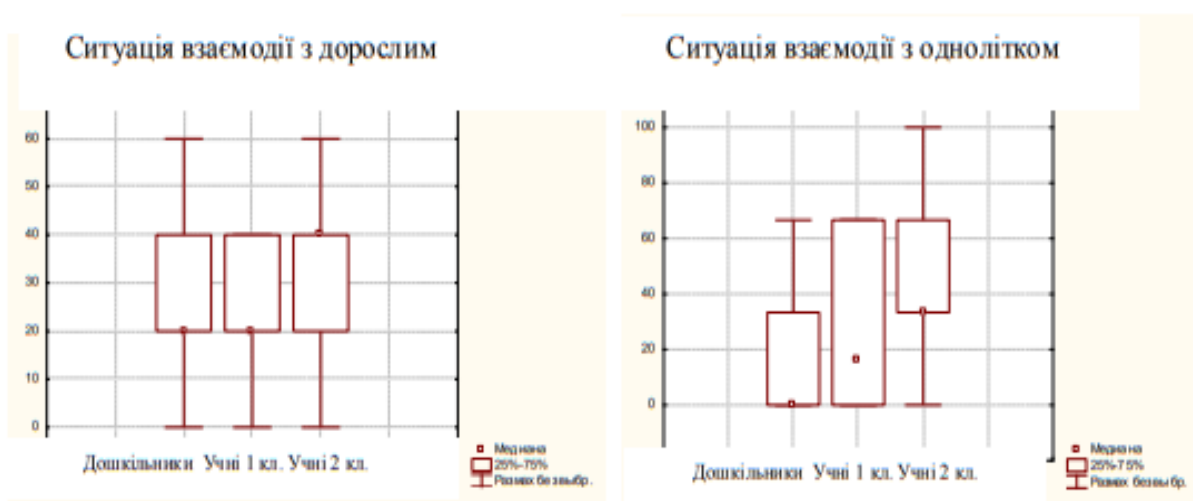 Ситуація взаємодії з дорослим
60
50
40
30
20
10
0
Дошкільники Учні 1 кл. Учні 2 кл.
Медиана
25%-75%
Размах без выбр.
Ситуація взаємодії з однолітком
100
80
60
40
20
0
Дошкільники Учні 1 кл. Учні 2 кл.
Медиана
25%-75%
Размах без выбр.